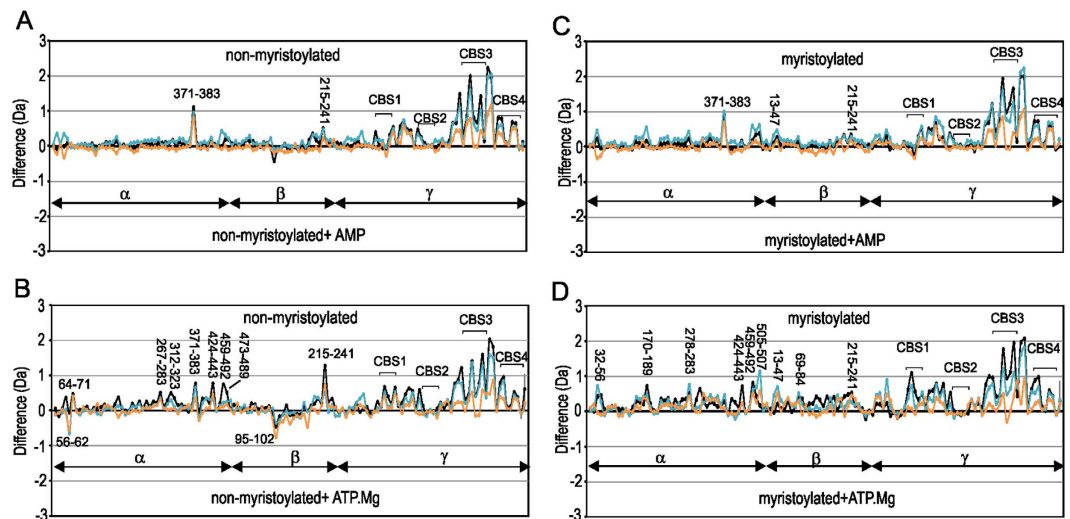 A
non-myristoylated
CBS3
371-383
215-241
CBS1
CBS2
CBS4
Difference (Da)
3
2
1
0
-1
-2
-3
α
β
γ
non-myristoylated+ AMP
C
myristoylated
CBS3
371-383
13-47
215-241
CBS1
CBS2
CBS4
Difference (Da)
3
2
1
0
-1
-2
-3
α
β
γ
myristoylated+AMP
B
non-myristoylated
CBS3
64-71
267-283
312-323
371-383
424-443
459-492
473-489
215-241
CBS1
CBS2
CBS4
56-62
95-102
Difference (Da)
3
2
1
0
-1
-2
-3
α
β
γ
non-myristoylated+ ATP.Mg
D
myristoylated
CBS3
32-56
170-189
278-283
424-443
459-492
505-507
13-47
69-84
215-241
CBS1
CBS2
CBS4
Difference (Da)
3
2
1
0
-1
-2
-3
α
β
γ
myristoylated+ATP.Mg